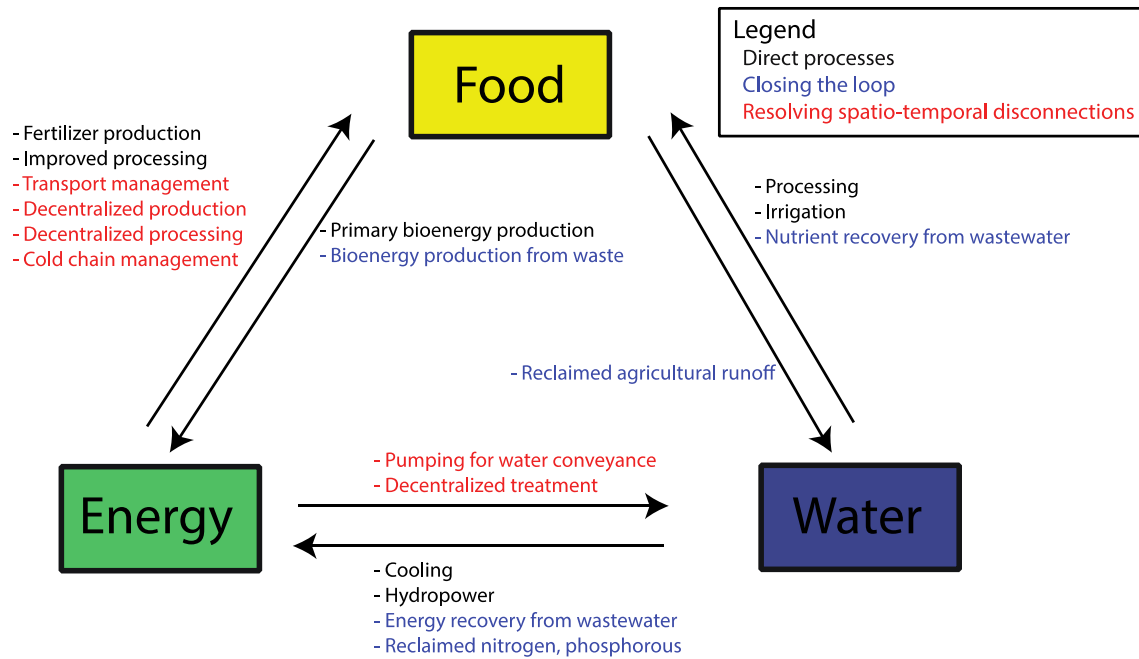 Food
Legend
Direct processes
Closing the loop
Resolving spatio-temporal disconnections
- Fertilizer production
- Improved processing
- Transport management
- Decentralized production
- Decentralized processing
- Cold chain management
- Primary bioenergy production
- Bioenergy production from waste
- Processing
- Irrigation
- Nutrient recovery from wastewater
- Reclaimed agricultural runoff
- Pumping for water conveyance
- Decentralized treatment
Energy
Water
- Cooling
- Hydropower
- Energy recovery from wastewater
- Reclaimed nitrogen, phosphorous